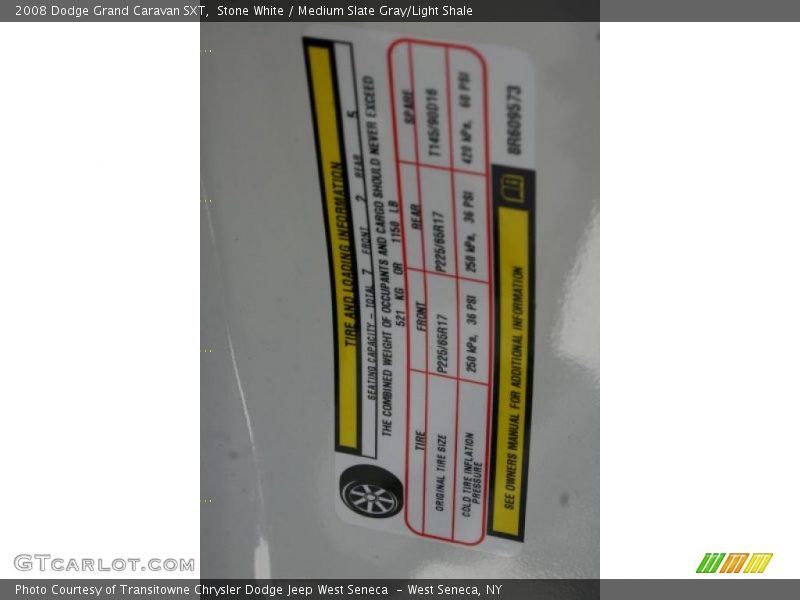 2008 Dodge Grand Caravan SXT, Stone White / Medium Slate Gray/Light Shale
TIRE AND LOADING INFORMATION
SEATING CAPACITY – TOTAL 7 FRONT 2 REAR 5
THE COMBINED WEIGHT OF OCCUPANTS AND CARGO SHOULD NEVER EXCEED
521 KG OR 1150 LB
TIRE FRONT REAR SPARE
ORIGINAL TIRE SIZE P225/65R17 P225/65R17 T145/90D16
COLD TIRE INFLATION
PRESSURE 250 kPa, 36 PSI 250 kPa, 36 PSI 420 kPa, 60 PSI
SEE OWNERS MANUAL FOR ADDITIONAL INFORMATION
8R609573
GTCARLOT.COM
Photo Courtesy of Transitowne Chrysler Dodge Jeep West Seneca - West Seneca, NY